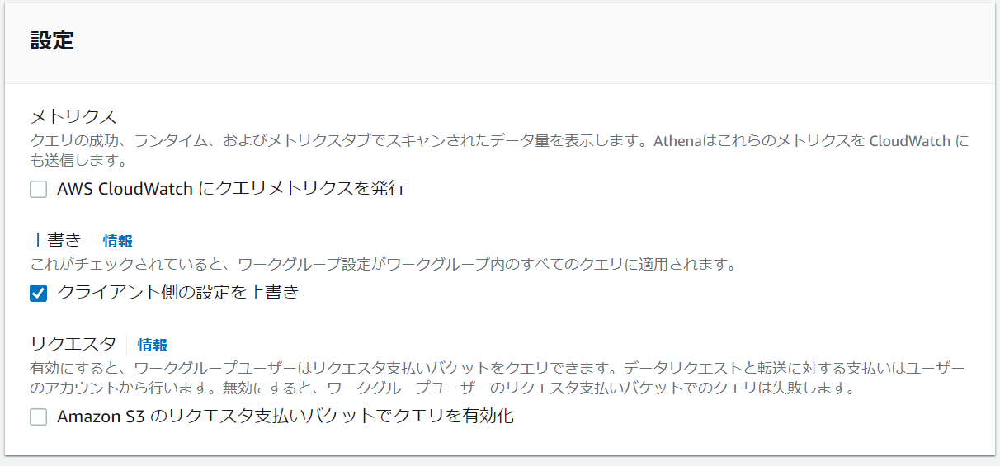 設定
メトリクス
クエリの成功、ランタイム、およびメトリクスタブでスキャンされたデータ量を表示します。Athenaはこれらのメトリクスを CloudWatch に
も送信します。
AWS CloudWatch にクエリメトリクスを発行
上書き 情報
これがチェックされていると、ワークグループ設定がワークグループ内のすべてのクエリに適用されます。
クライアント側の設定を上書き
リクエスタ 情報
有効にすると、ワークグループユーザーはリクエスタ支払いバケットをクエリできます。データリクエストと転送に対する支払いはユーザー
のアカウントから行います。無効にすると、ワークグループユーザーのリクエスタ支払いバケットでのクエリは失敗します。
Amazon S3 のリクエスタ支払いバケットでクエリを有効化